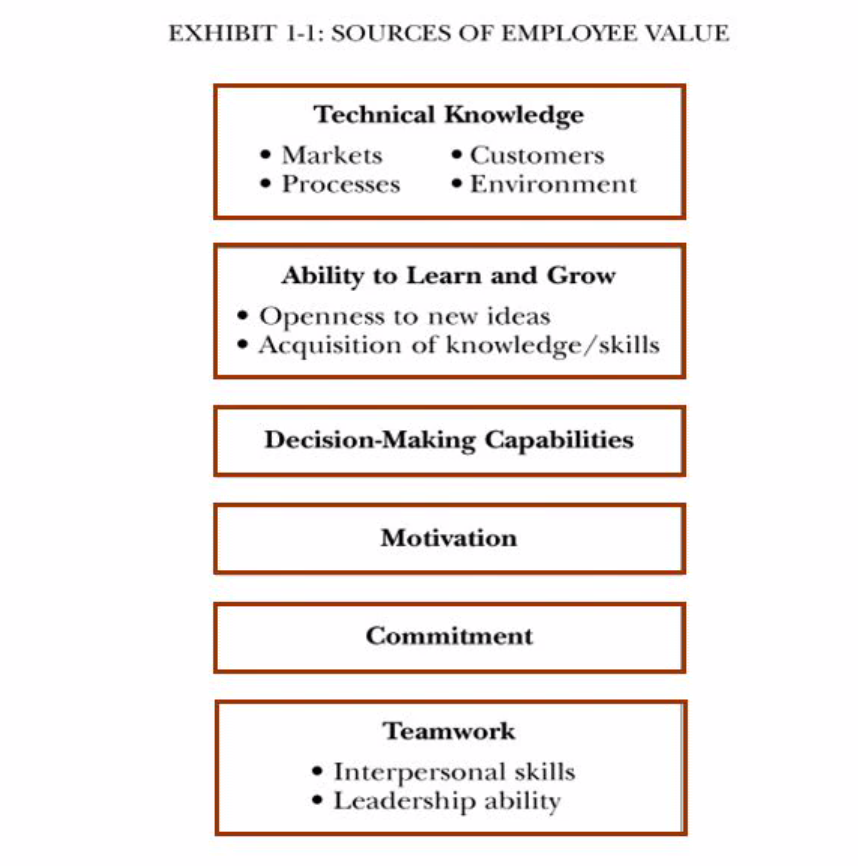 EXHIBIT 1-1: SOURCES OF EMPLOYEE VALUE
Technical Knowledge
• Markets • Customers
• Processes • Environment
Ability to Learn and Grow
• Openness to new ideas
• Acquisition of knowledge/skills
Decision-Making Capabilities
Motivation
Commitment
Teamwork
• Interpersonal skills
• Leadership ability